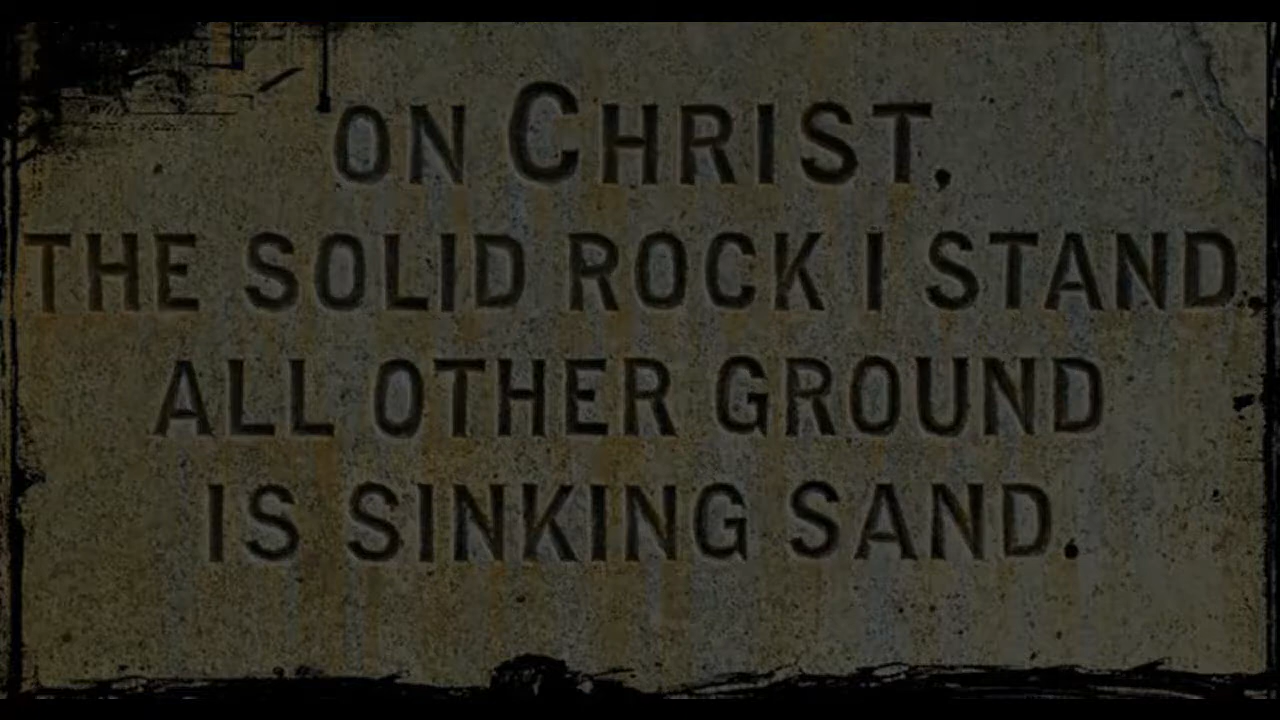 ON CHRIST,
THE SOLID ROCK I STAND.
ALL OTHER GROUND
IS SINKING SAND.